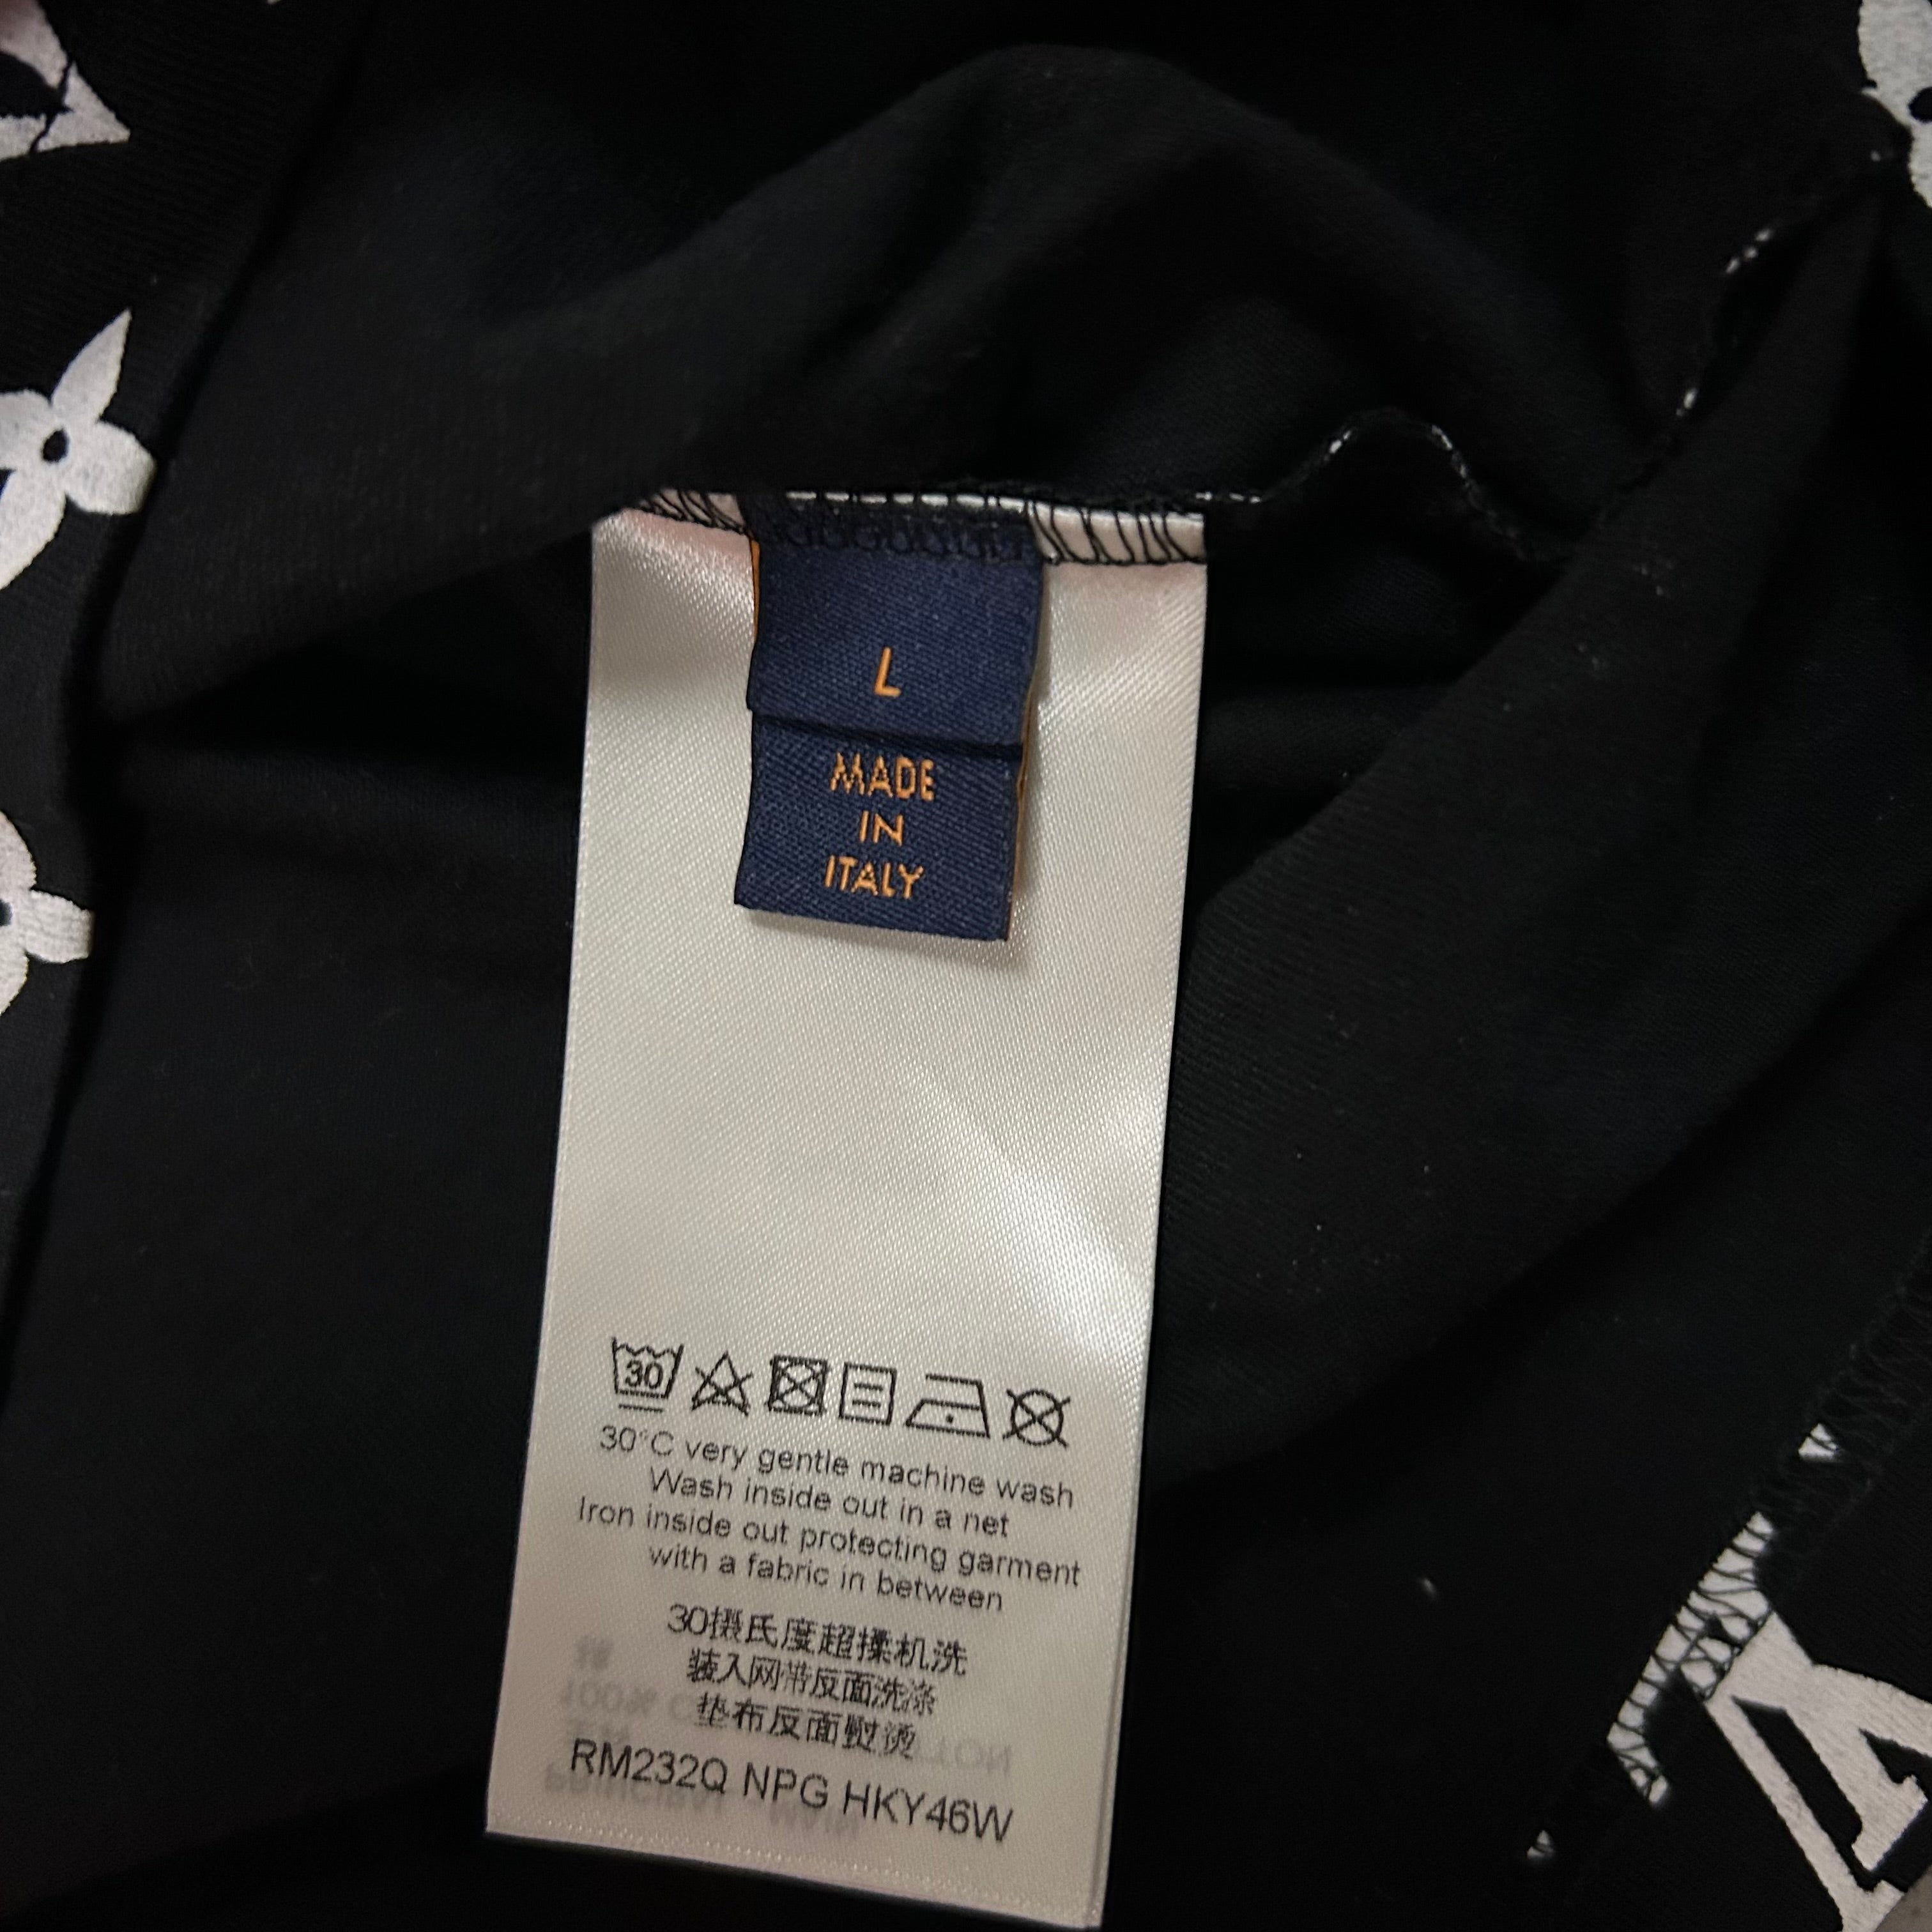 L
MADE
IN
ITALY
30
30°C very gentle machine wash
Wash inside out in a net
Iron inside out protecting garment
with a fabric in between
30摄氏度超揉机洗
装入网带反面洗涤
垫布反面熨烫
RM232Q NPG HKY46W